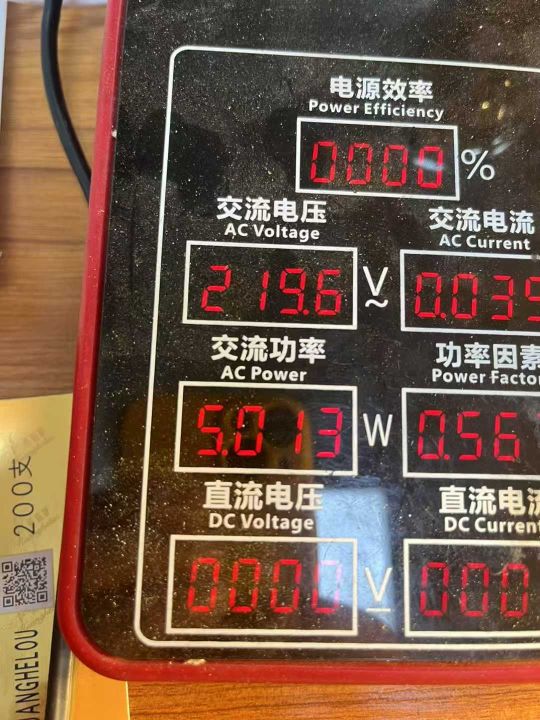 电源效率
Power Efficiency
0000 %
交流电压
AC Voltage
219.6 V~
交流电流
AC Current
0.039
交流功率
AC Power
5.013 W
功率因素
Power Factor
0.56
直流电压
DC Voltage
0000 V
直流电流
DC Current
000
200支
ANGHELOU